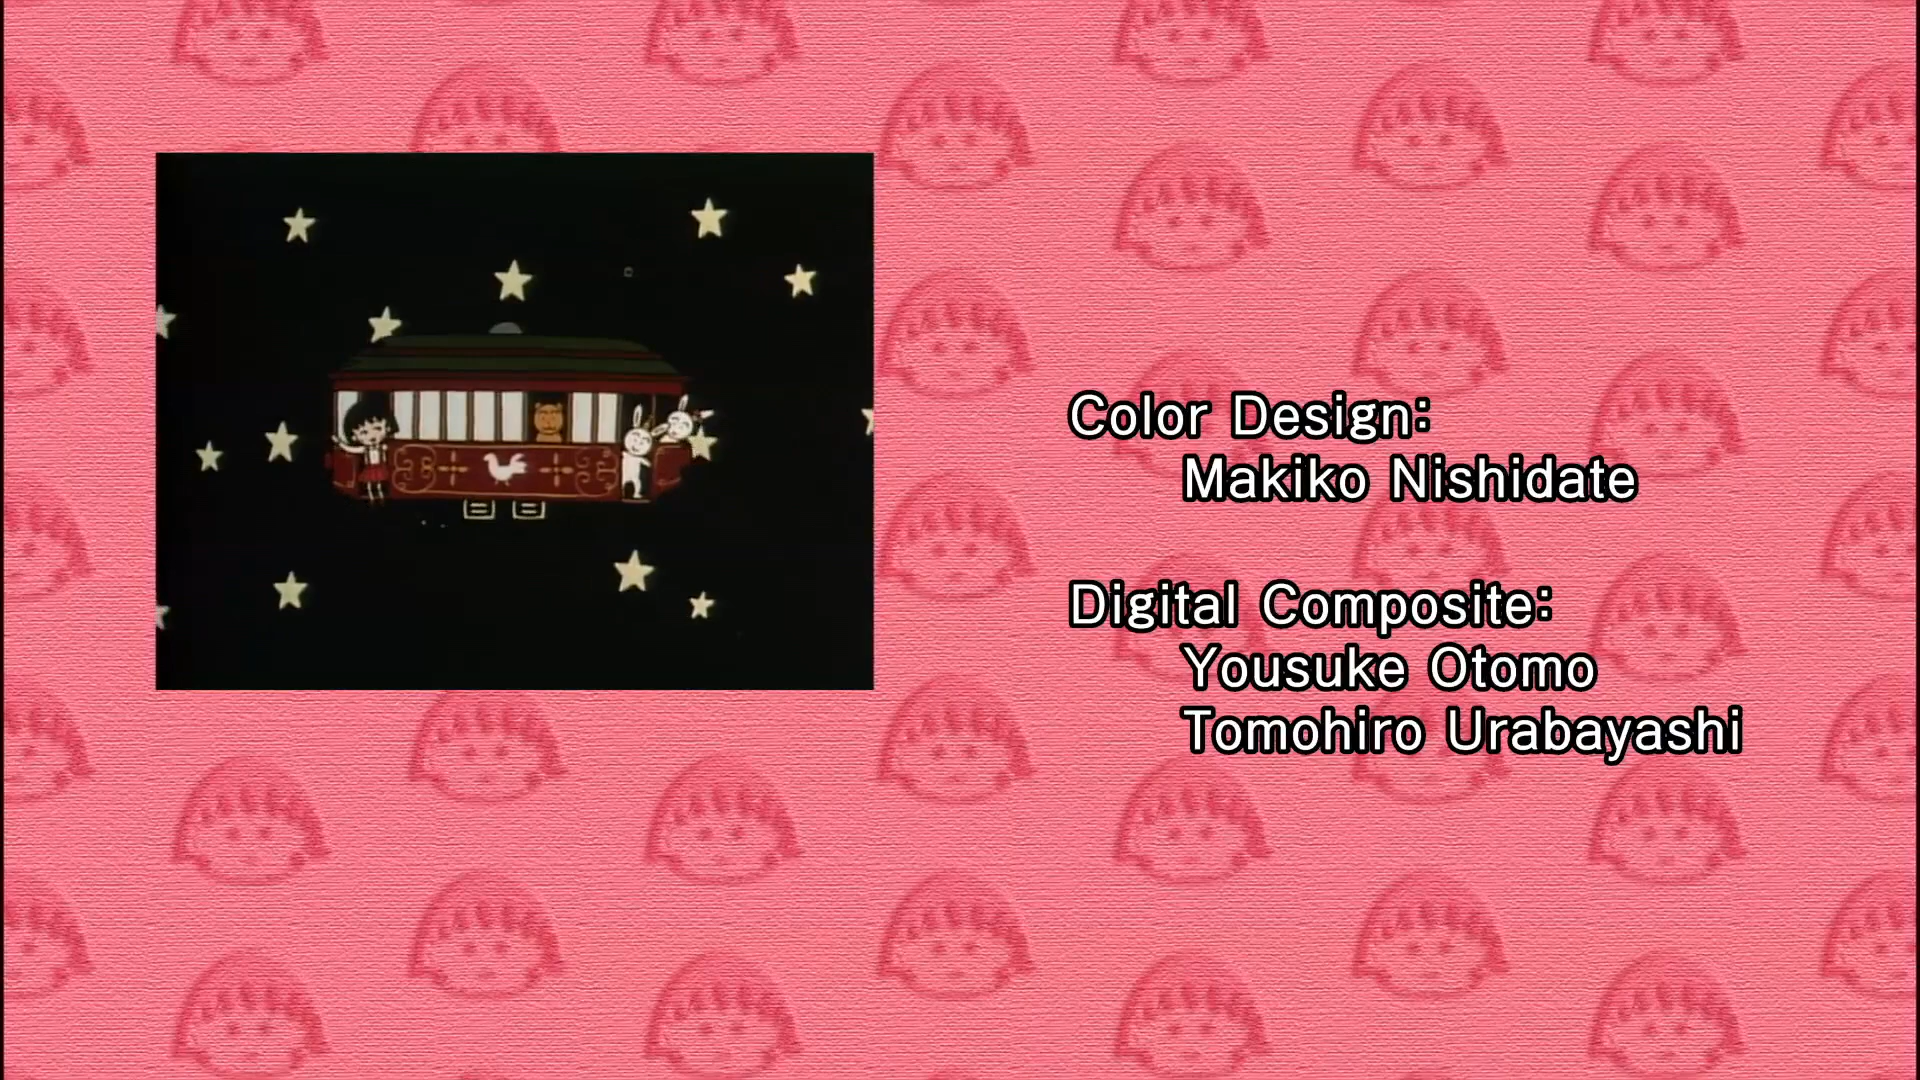 Color Design:
Makiko Nishidate
Digital Composite:
Yousuke Otomo
Tomohiro Urabayashi